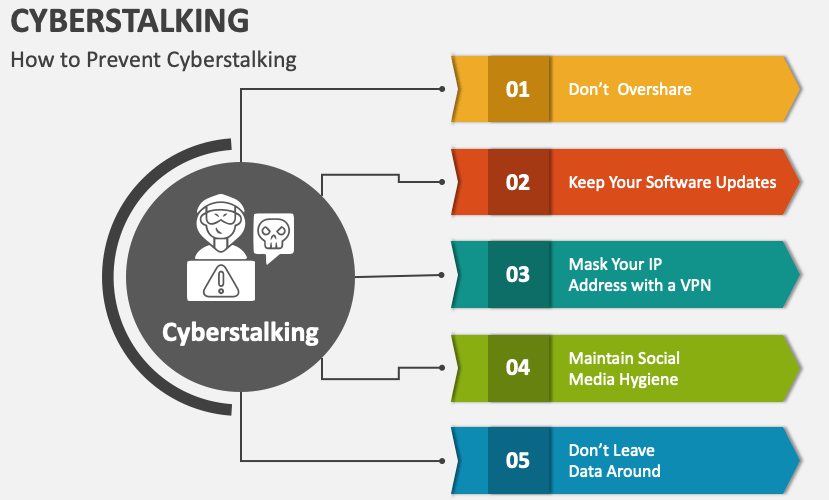 CYBERSTALKING
How to Prevent Cyberstalking
Cyberstalking
01
Don’t Overshare
02
Keep Your Software Updates
03
Mask Your IP
Address with a VPN
04
Maintain Social
Media Hygiene
05
Don’t Leave
Data Around